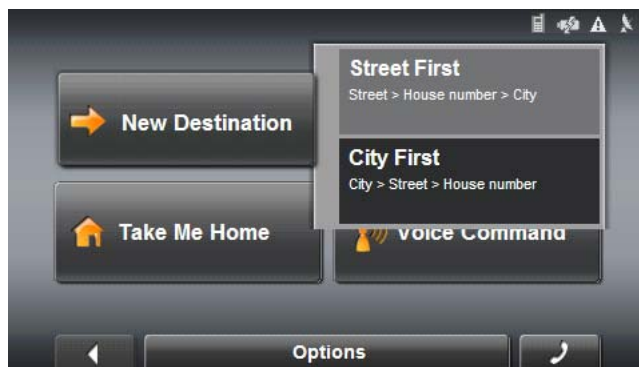 Street First
Street > House number > City
New Destination
City First
City > Street > House number
Take Me Home
Voice Command
Options